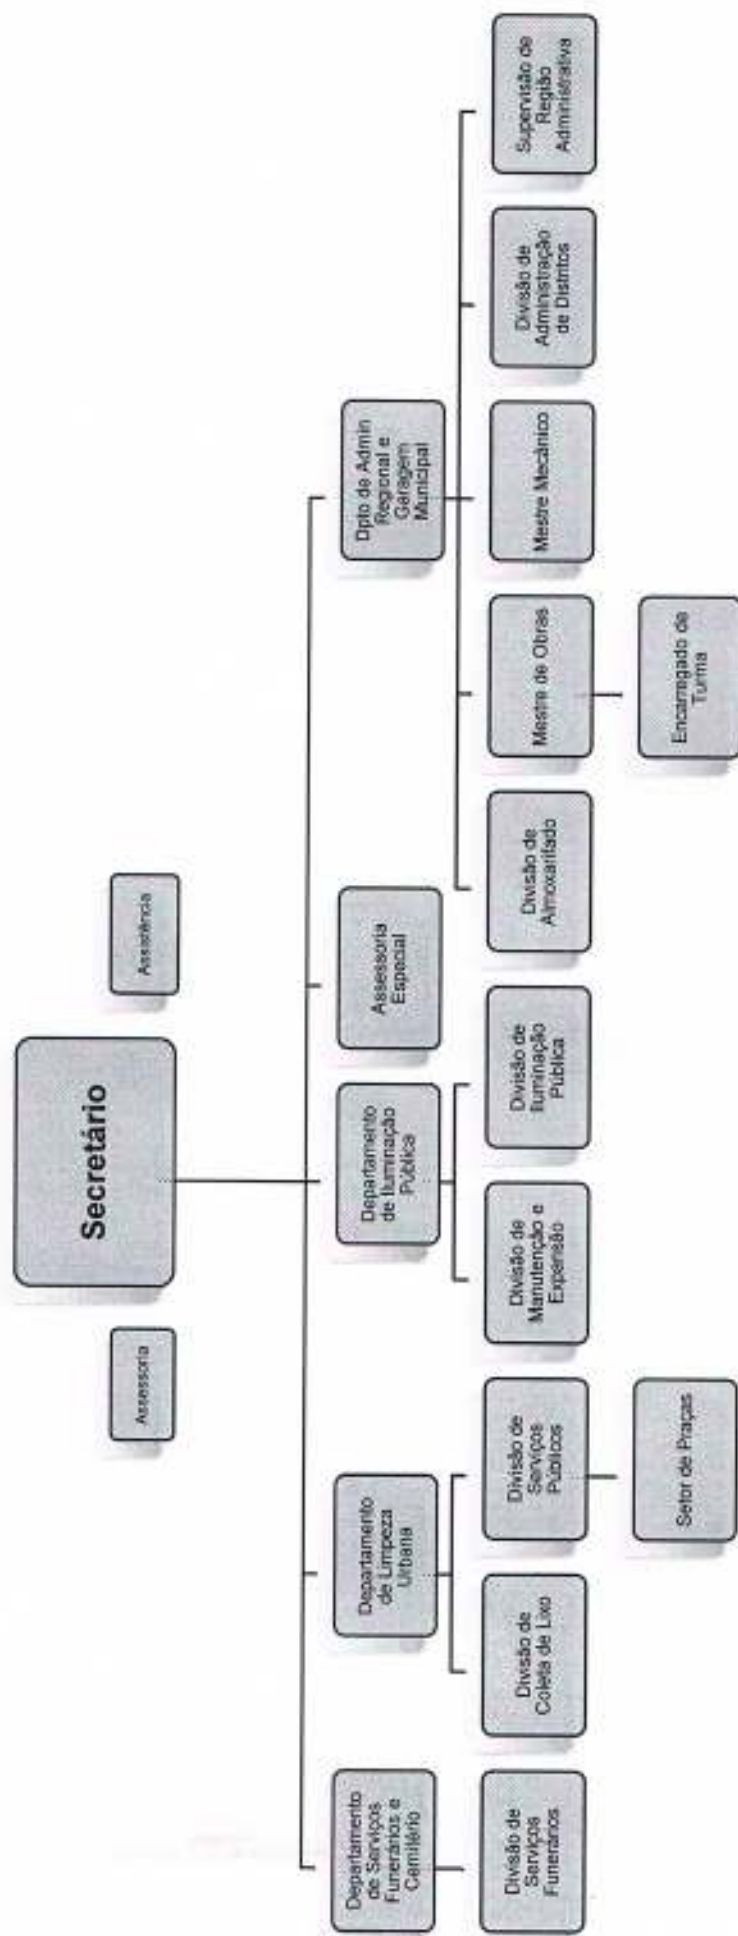 Secretário
Assessoria
Assistência
Departamento
de Serviços
Funerários e
Cemitério
Departamento
de Limpeza
Urbana
Departamento
de Iluminação
Pública
Assessoria
Especial
Dpto de Admin
Regional e
Garagem
Municipal
Divisão de
Serviços
Funerários
Divisão de
Coleta de Lixo
Divisão de
Serviços
Públicos
Divisão de
Manutenção e
Expansão
Divisão de
Iluminação
Pública
Divisão de
Almoxarifado
Mestre de Obras
Mestre Mecânico
Divisão de
Administração
de Distritos
Supervisão de
Região
Administrativa
Setor de Praças
Encarregado de
Turma